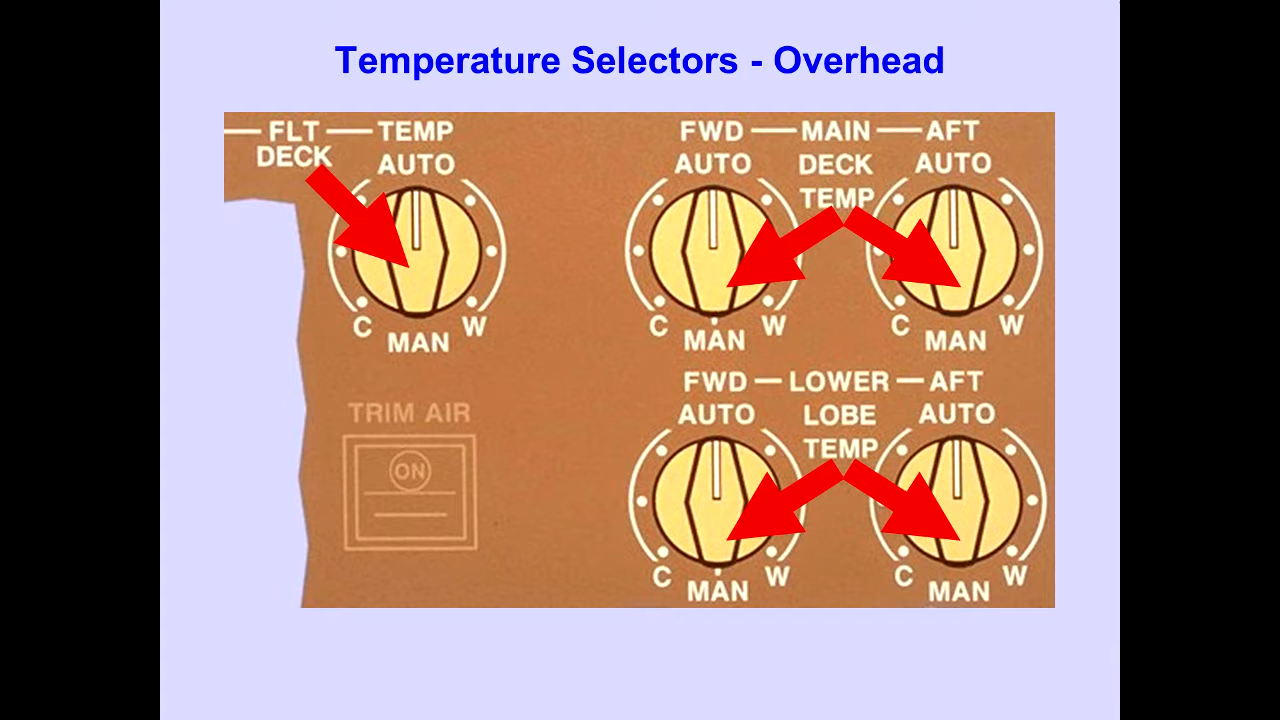 Temperature Selectors - Overhead
FLT TEMP
DECK AUTO
C W
MAN
TRIM AIR
ON
FWD MAIN AFT
AUTO DECK AUTO
TEMP
C W C W
MAN MAN
FWD LOWER AFT
AUTO LOBE AUTO
TEMP
C W C W
MAN MAN